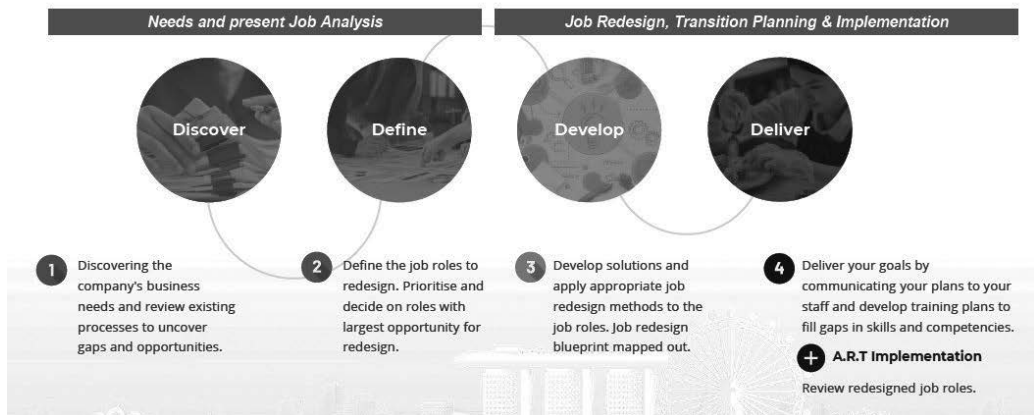 Needs and present Job Analysis
Job Redesign, Transition Planning & Implementation
Discover
Define
Develop
Deliver
1
Discovering the
company's business
needs and review existing
processes to uncover
gaps and opportunities.
2
Define the job roles to
redesign. Prioritise and
decide on roles with
largest opportunity for
redesign.
3
Develop solutions and
apply appropriate job
redesign methods to the
job roles. Job redesign
blueprint mapped out.
4
Deliver your goals by
communicating your plans to your
staff and develop training plans to
fill gaps in skills and competencies.
+ A.R.T Implementation
Review redesigned job roles.